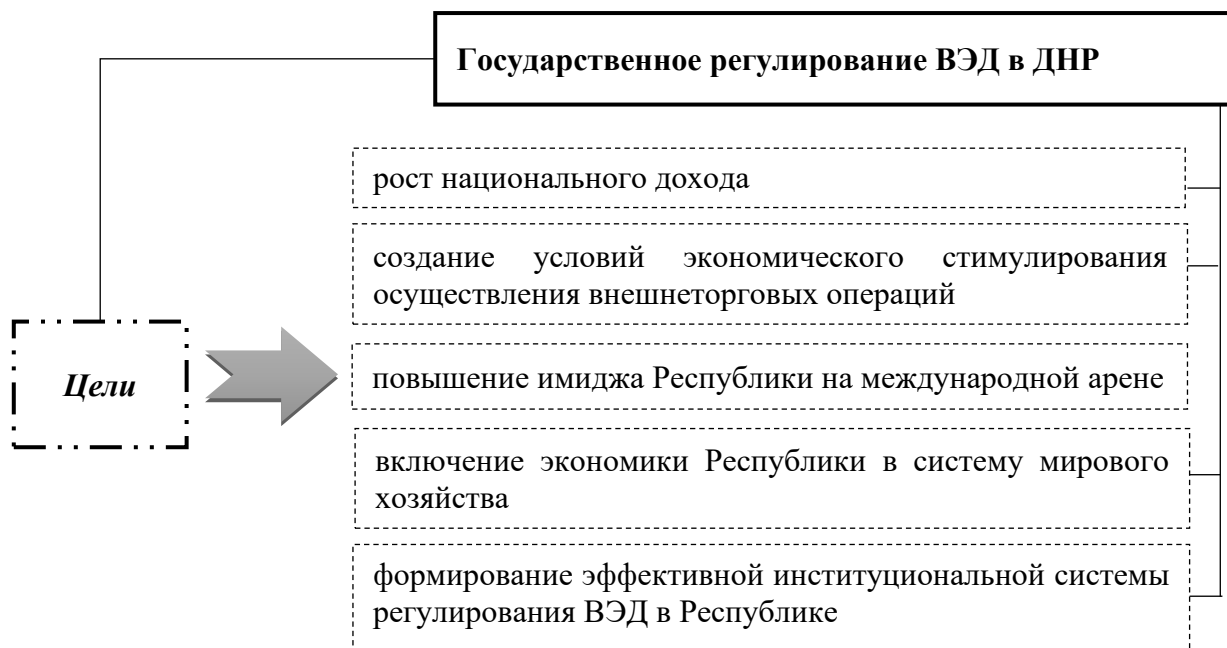 Государственное регулирование ВЭД в ДНР
рост национального дохода
создание условий экономического стимулирования
осуществления внешнеторговых операций
Цели
повышение имиджа Республики на международной арене
включение экономики Республики в систему мирового
хозяйства
формирование эффективной институциональной системы
регулирования ВЭД в Республике